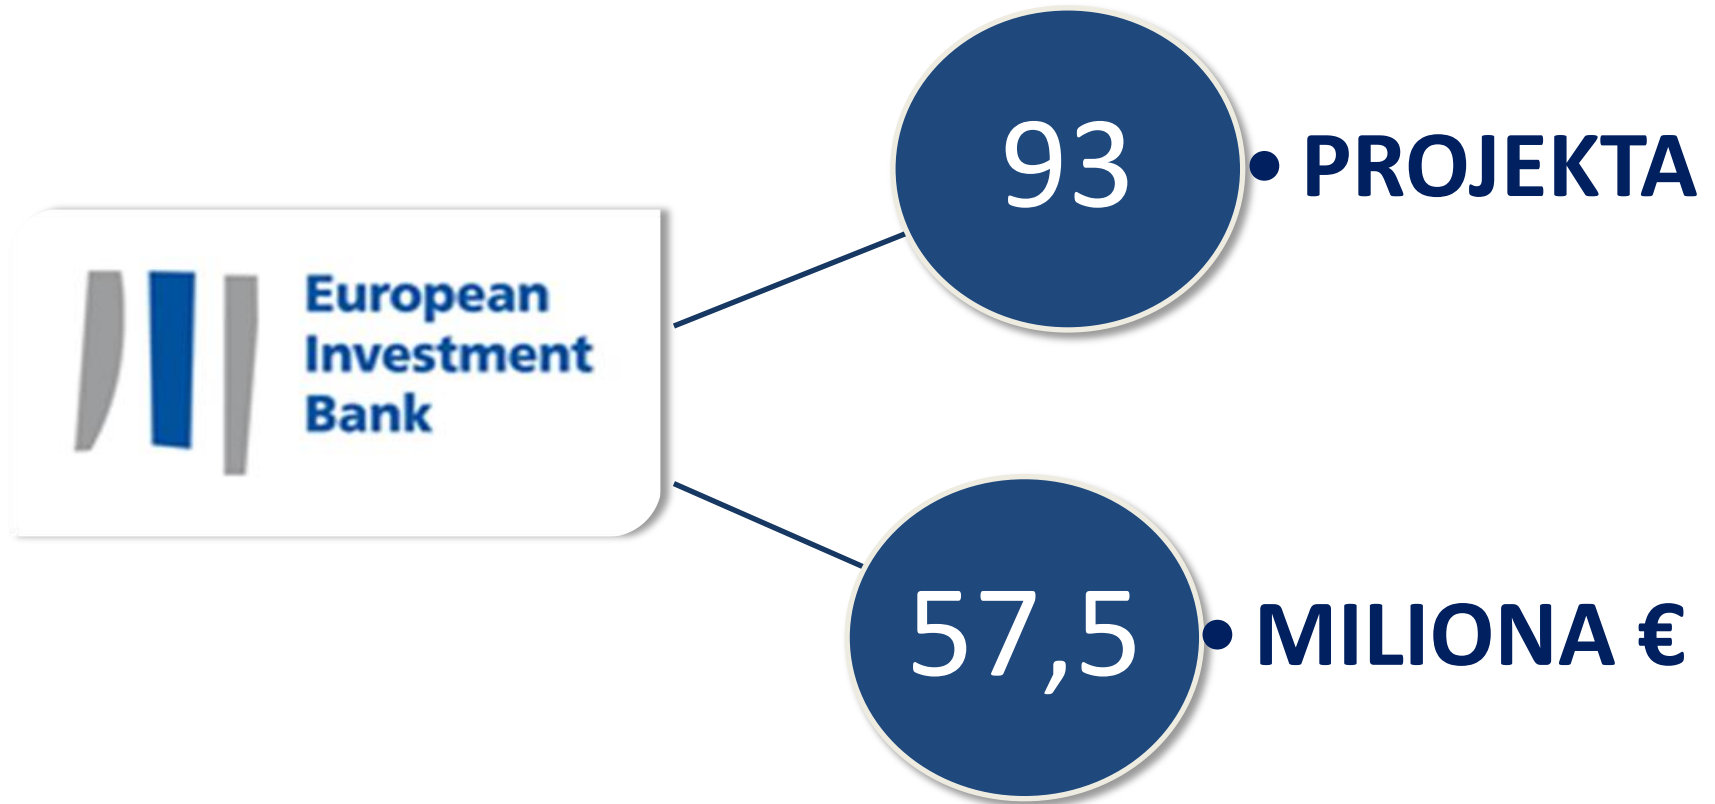 European
Investment
Bank
93
• PROJEKTA
57,5
• MILIONA €